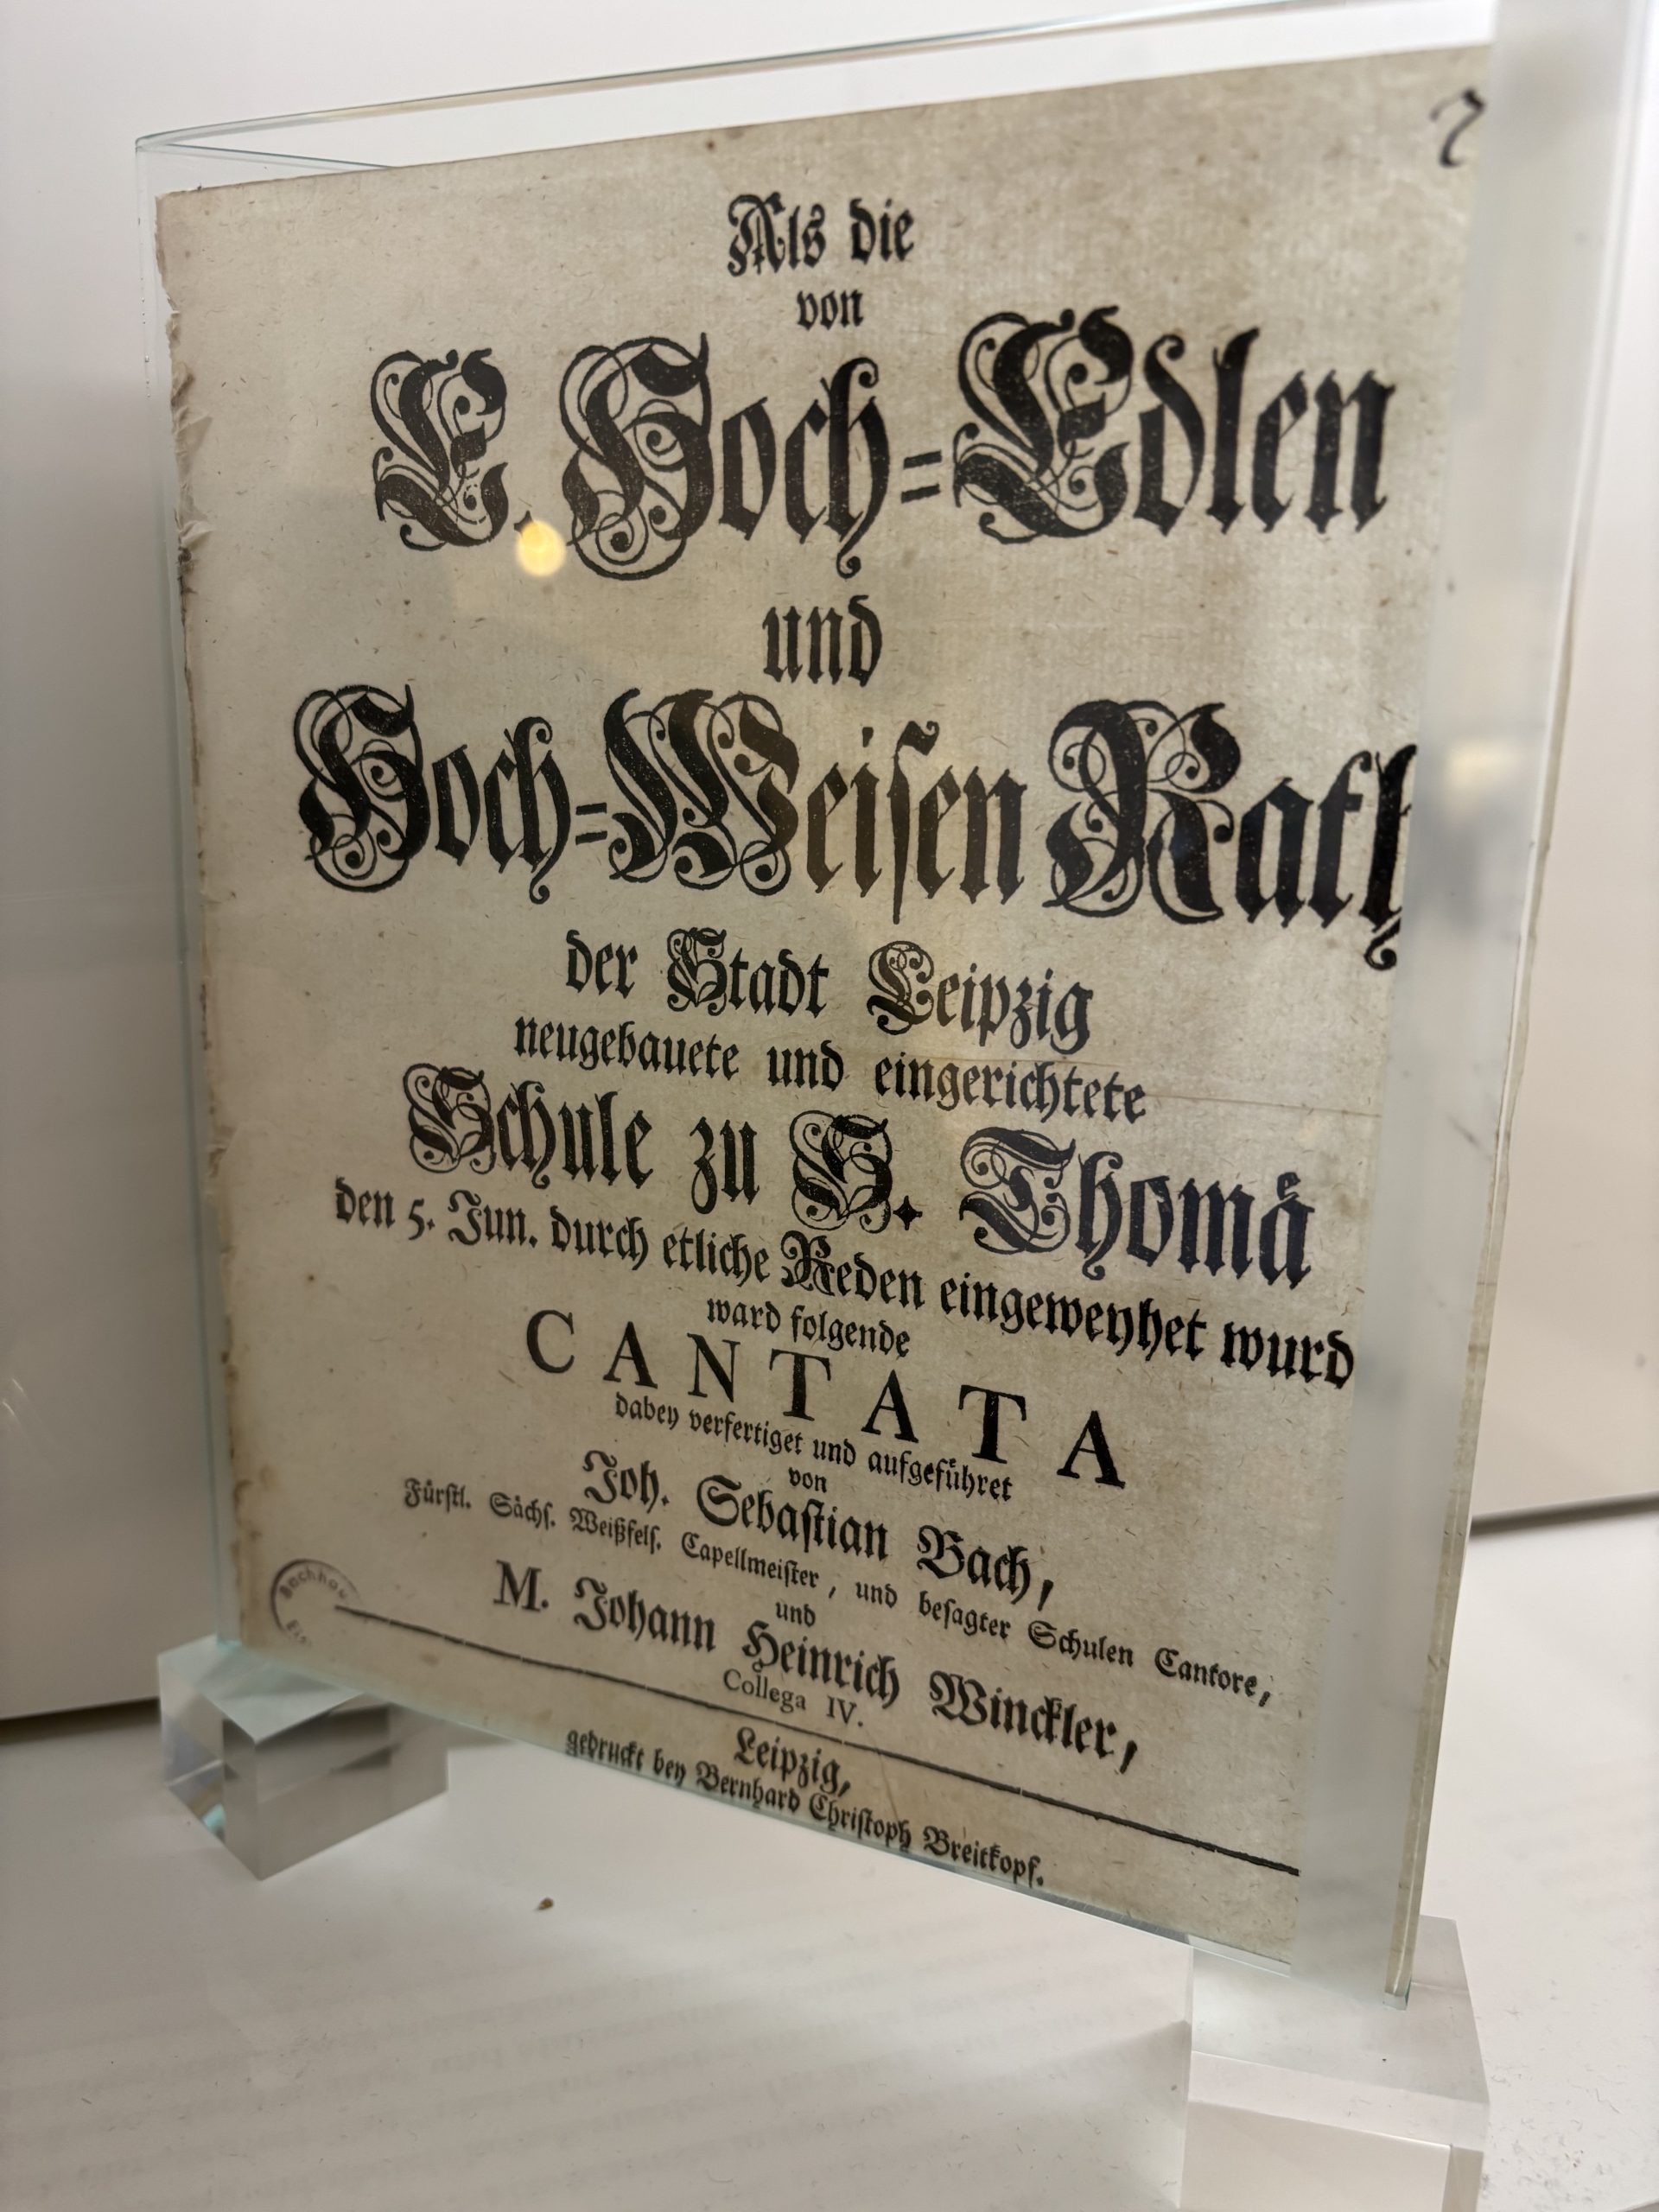 Als die
von
E. Hoch=Edlen
und
Hoch=Weisen Rath
der Stadt Leipzig
neugebauete und eingerichtete
Schule zu S. Thomä
den 5. Jun. durch etliche Reden eingeweyhet wurd
ward folgende
CANTATA
dabey verfertiget und aufgeführet
von
Joh. Sebastian Bach,
Fürstl. Sächs. Weißfels. Capellmeister, und besagter Schulen Cantore,
und
M. Johann Heinrich Winckler,
Collega IV.
Leipzig,
gedruckt bey Bernhard Christoph Breitkopf.